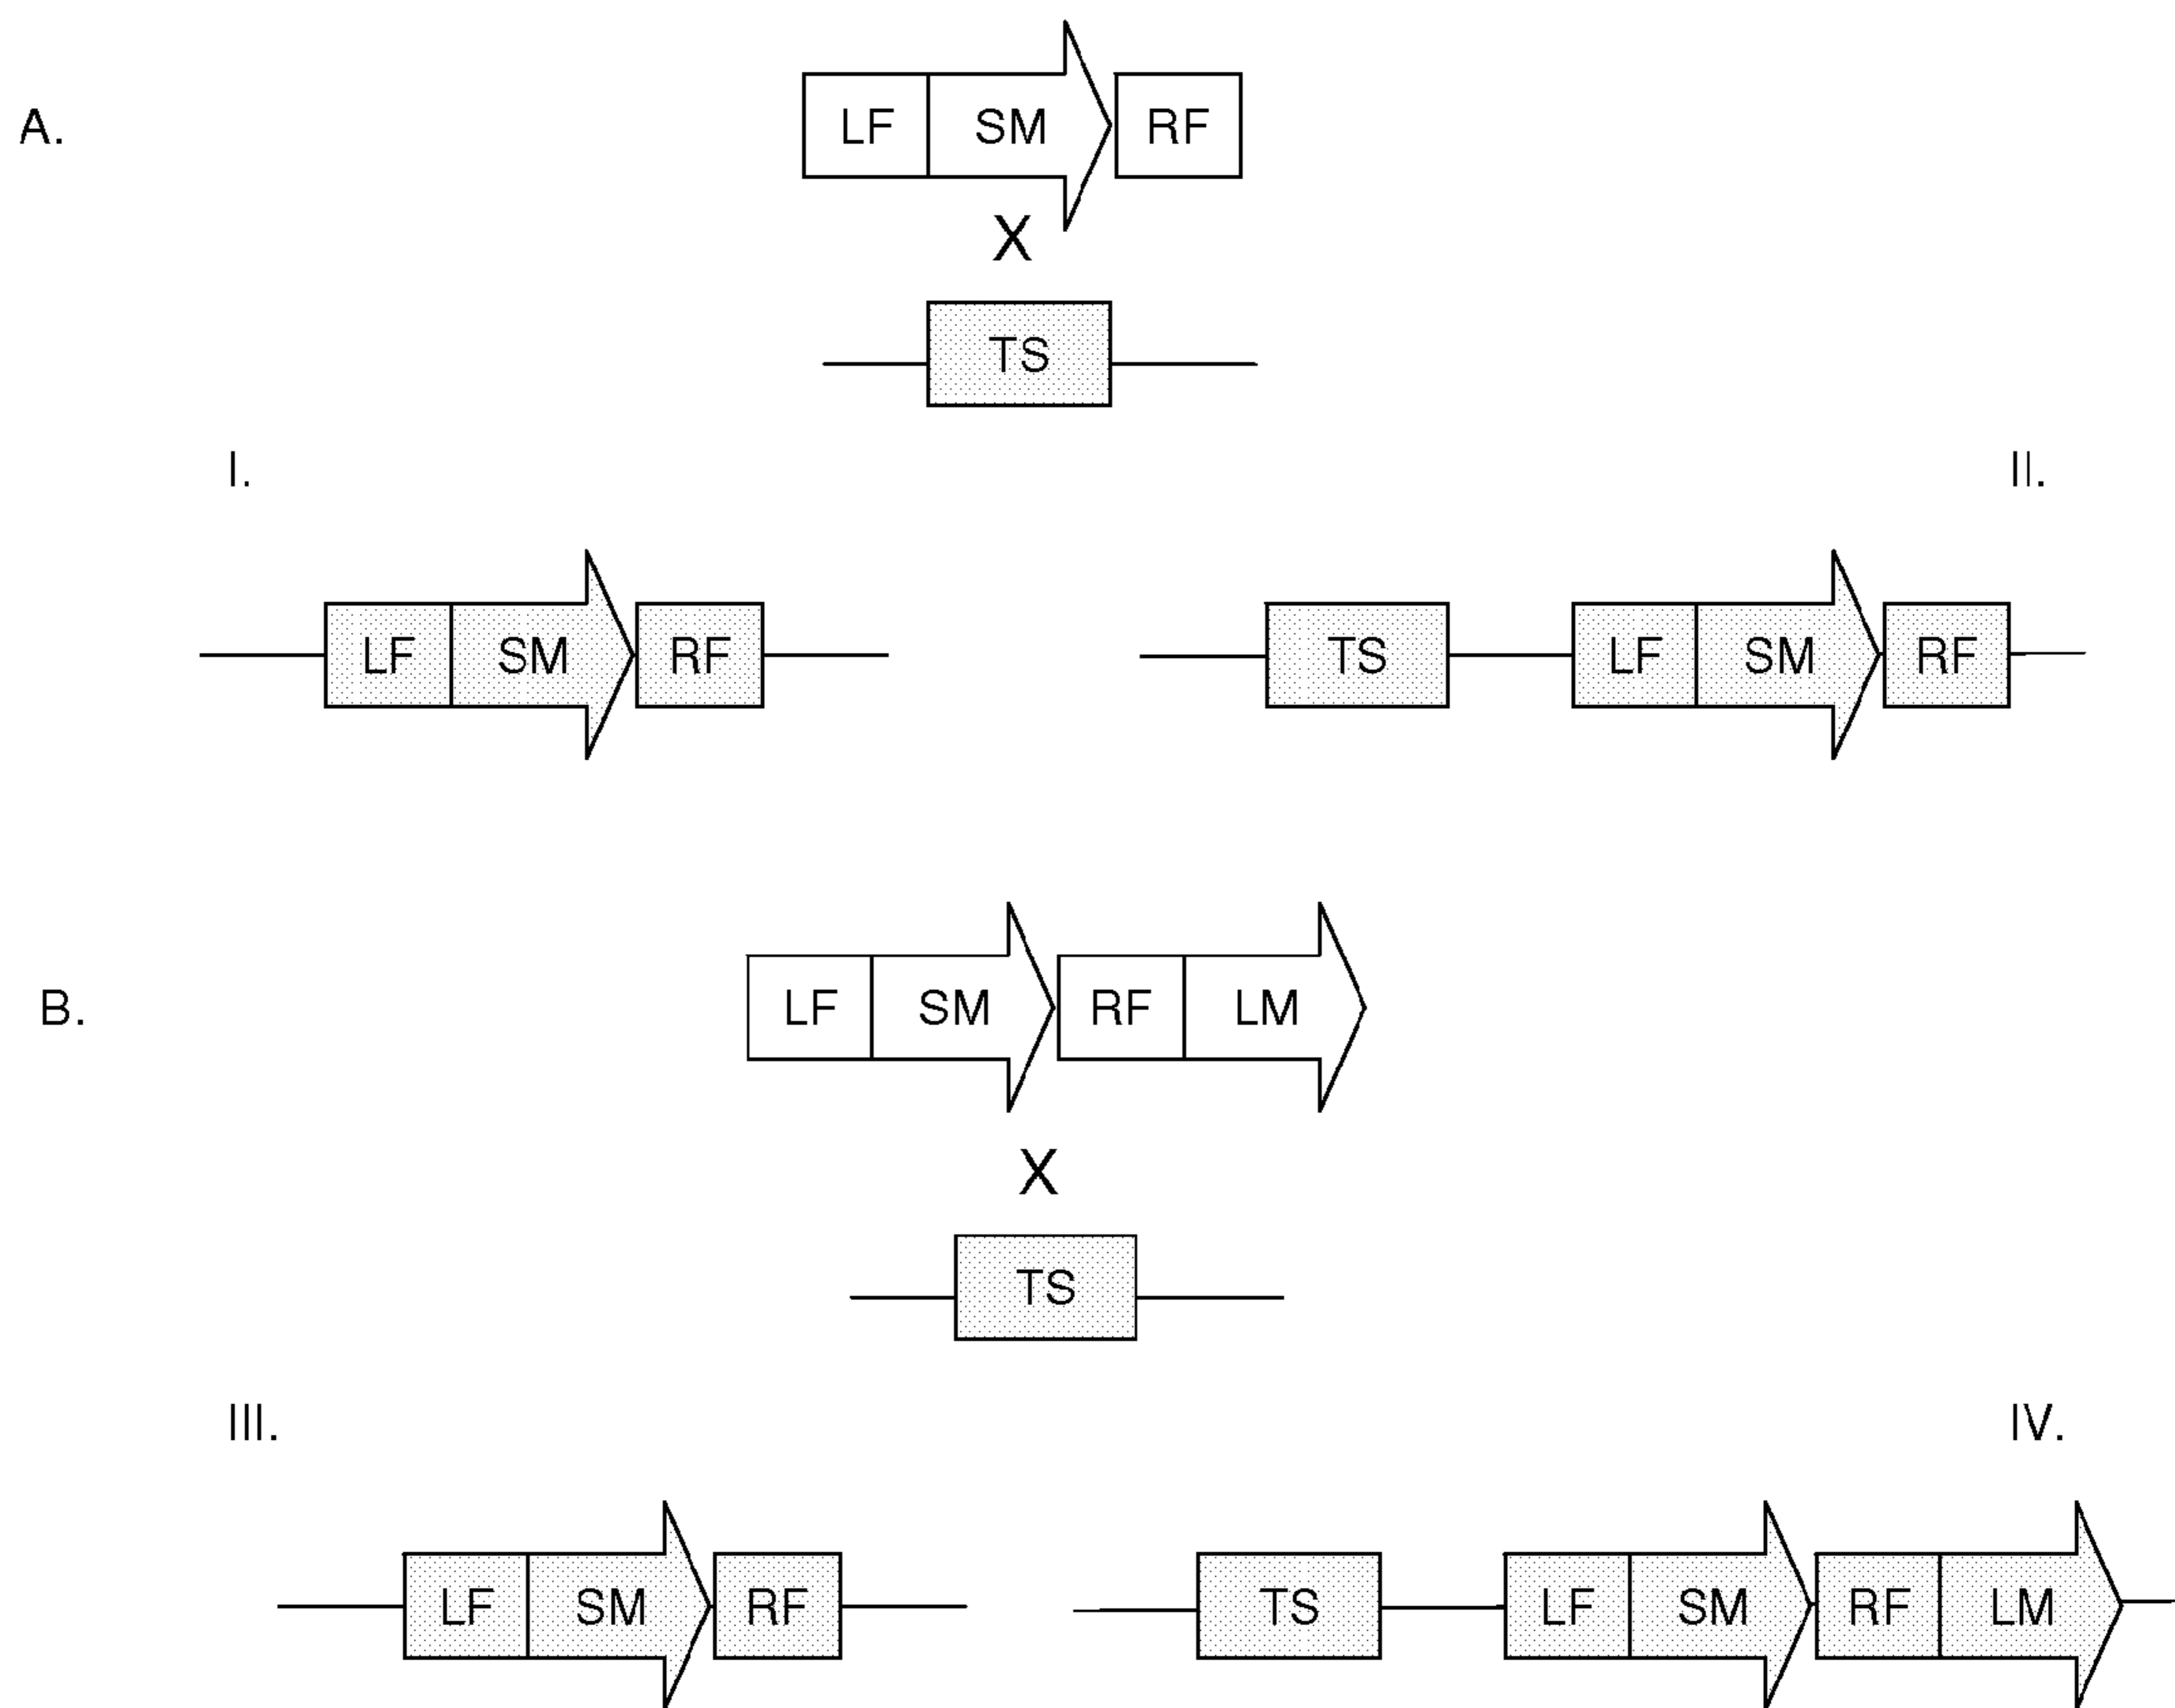 A.
LF SM RF
X
TS
I.
II.
LF SM RF
TS LF SM RF
B.
LF SM RF LM
X
TS
III.
IV.
LF SM RF
TS LF SM RF LM